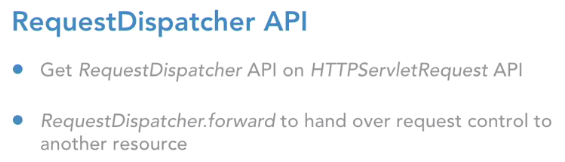 RequestDispatcher API
• Get RequestDispatcher API on HTTPServletRequest API
• RequestDispatcher.forward to hand over request control to
another resource